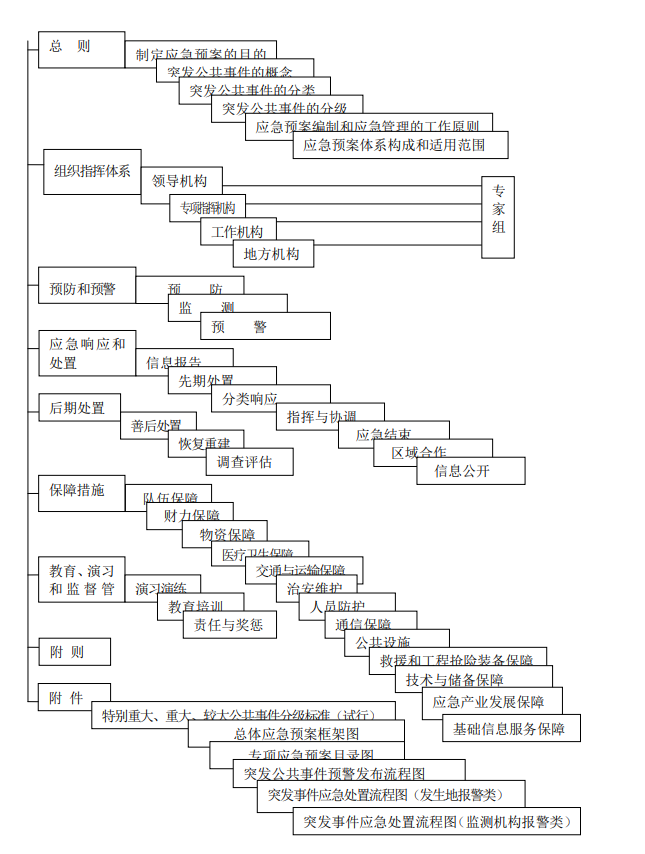 总 则
制定应急预案的目的
突发公共事件的概念
突发公共事件的分类
突发公共事件的分级
应急预案编制和应急管理的工作原则
应急预案体系构成和适用范围
组织指挥体系
领导机构
专项指挥机构
工作机构
地方机构
专
家
组
预防和预警
预 防
监 测
预 警
应急响应和
处置
信息报告
先期处置
分类响应
指挥与协调
应急结束
区域合作
信息公开
后期处置
善后处置
恢复重建
调查评估
保障措施
队伍保障
财力保障
物资保障
医疗卫生保障
交通与运输保障
治安维护
人员防护
通信保障
公共设施
救援和工程抢险装备保障
技术与储备保障
应急产业发展保障
基础信息服务保障
教育、演习
和监督管
演习演练
教育培训
责任与奖惩
附 则
附 件
特别重大、重大、较大公共事件分级标准（试行）
总体应急预案框架图
专项应急预案目录图
突发公共事件预警发布流程图
突发事件应急处置流程图（发生地报警类）
突发事件应急处置流程图（监测机构报警类）